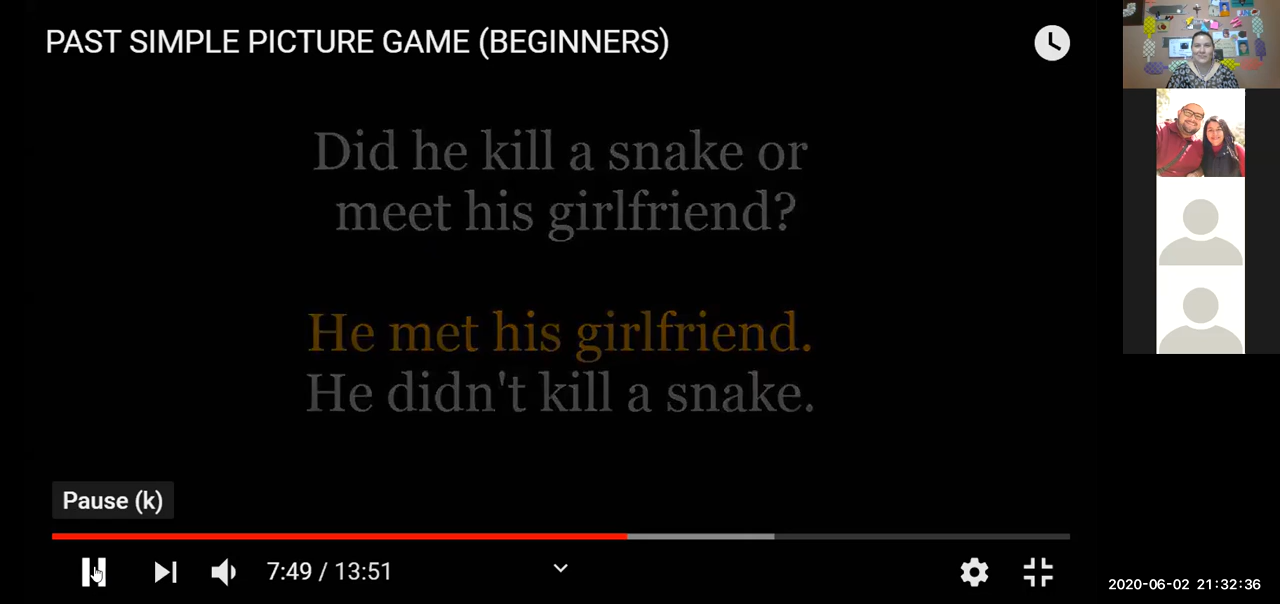 PAST SIMPLE PICTURE GAME (BEGINNERS)
Did he kill a snake or
meet his girlfriend?
He met his girlfriend.
He didn't kill a snake.
Pause (k)
7:49 / 13:51
2020-06-02 21:32:36